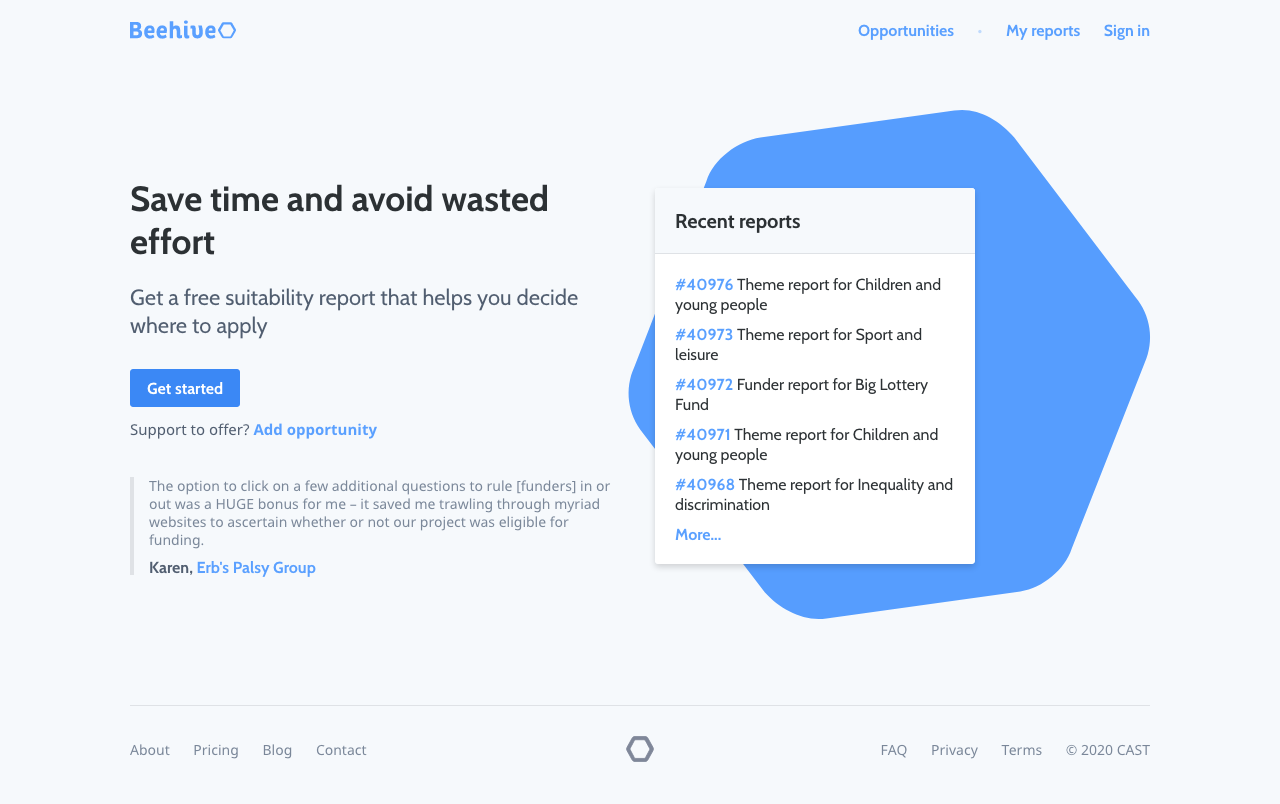 Beehive
Opportunities • My reports Sign in
Save time and avoid wasted
effort
Get a free suitability report that helps you decide
where to apply
Get started
Support to offer? Add opportunity
The option to click on a few additional questions to rule [funders] in or
out was a HUGE bonus for me – it saved me trawling through myriad
websites to ascertain whether or not our project was eligible for
funding.
Karen, Erb's Palsy Group
Recent reports
#40976 Theme report for Children and
young people
#40973 Theme report for Sport and
leisure
#40972 Funder report for Big Lottery
Fund
#40971 Theme report for Children and
young people
#40968 Theme report for Inequality and
discrimination
More...
About Pricing Blog Contact
FAQ Privacy Terms © 2020 CAST